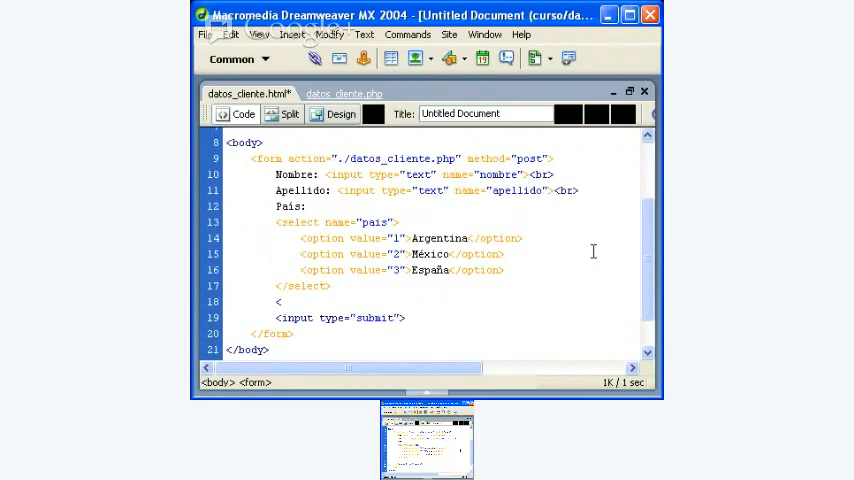 Macromedia Dreamweaver MX 2004 - [Untitled Document (curso/da...
Google+
File Edit View Insert Modify Text Commands Site Window Help
Common
datos_cliente.html* datos_cliente.php
Code Split Design Title: Untitled Document
8 <body>
9 <form action="./datos_cliente.php" method="post">
10 Nombre: <input type="text" name="nombre"><br>
11 Apellido: <input type="text" name="apellido"><br>
12 País:
13 <select name="pais">
14 <option value="1">Argentina</option>
15 <option value="2">México</option>
16 <option value="3">España</option>
17 </select>
18 <
19 <input type="submit">
20 </form>
21 </body>
<body> <form> 1K / 1 sec